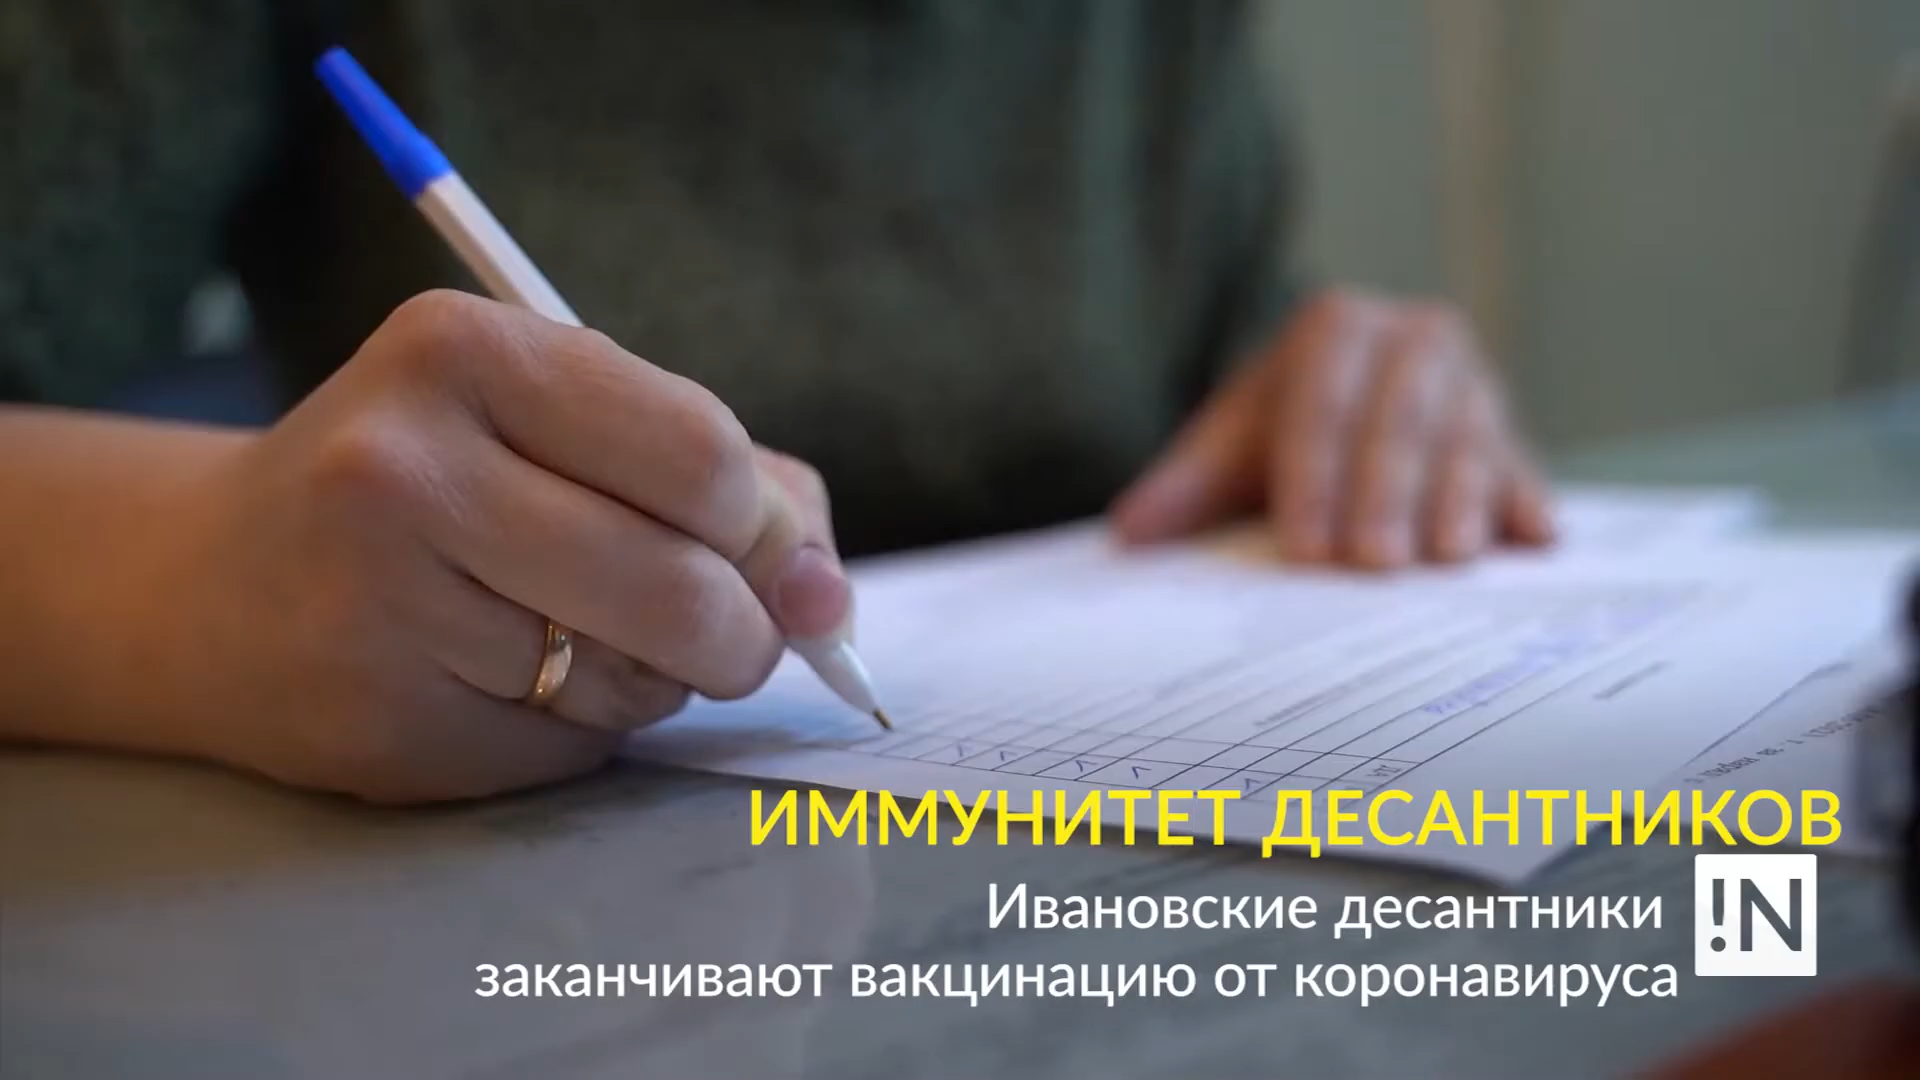 ИММУНИТЕТ ДЕСАНТНИКОВ
Ивановские десантники
заканчивают вакцинацию от коронавируса
!N